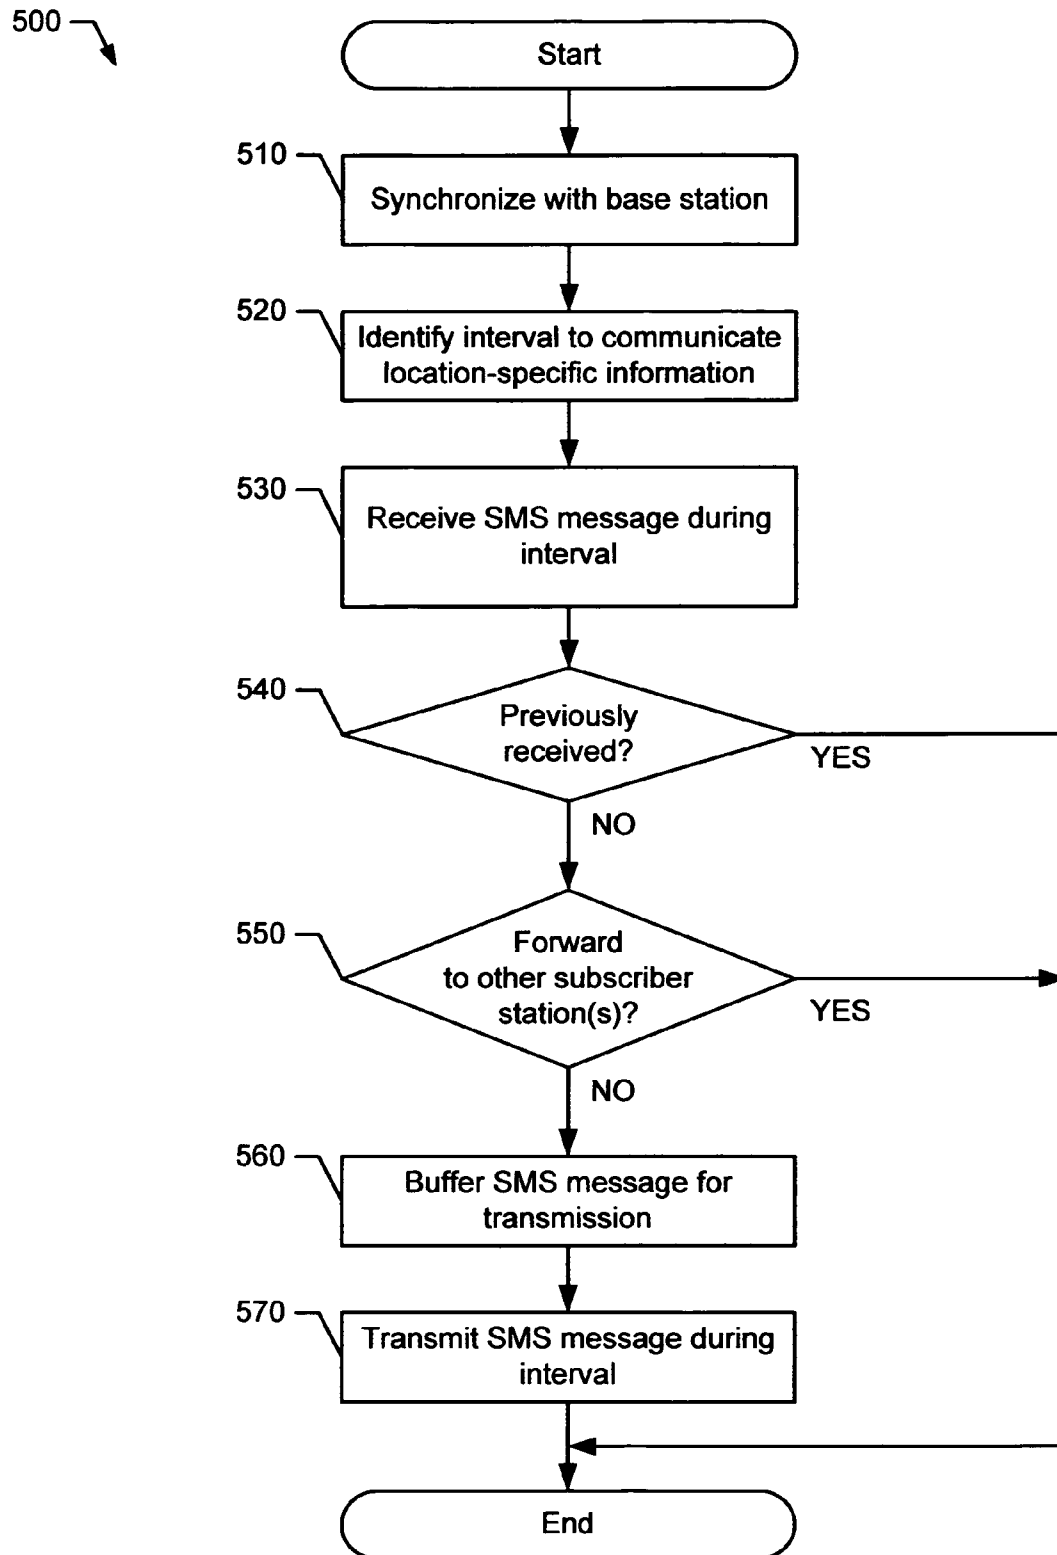 500
Start
510
Synchronize with base station
520
Identify interval to communicate
location-specific information
530
Receive SMS message during
interval
540
Previously
received?
YES
NO
550
Forward
to other subscriber
station(s)?
YES
NO
560
Buffer SMS message for
transmission
570
Transmit SMS message during
interval
End